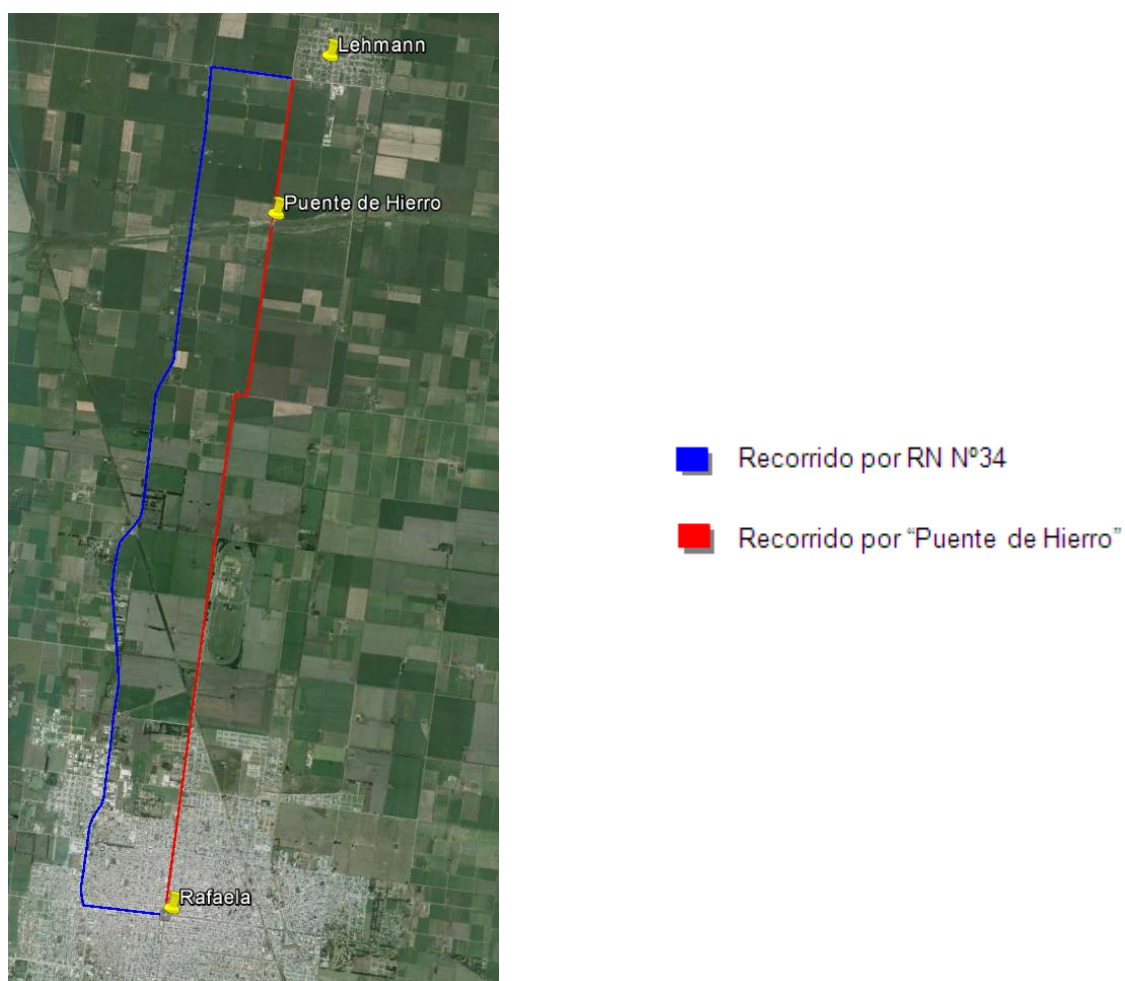 Lehmann
Puente de Hierro
Rafaela
Recorrido por RN Nº34
Recorrido por “Puente de Hierro”